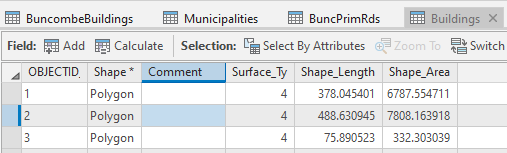 BuncombeBuildings Municipalities BuncPrimRds Buildings
Field: Add Calculate Selection: Select By Attributes Zoom To Switch
OBJECTID Shape * Comment Surface_Ty Shape_Length Shape_Area
1 Polygon 4 378.045401 6787.554711
2 Polygon 4 488.630945 7808.163918
3 Polygon 4 75.890523 332.303039